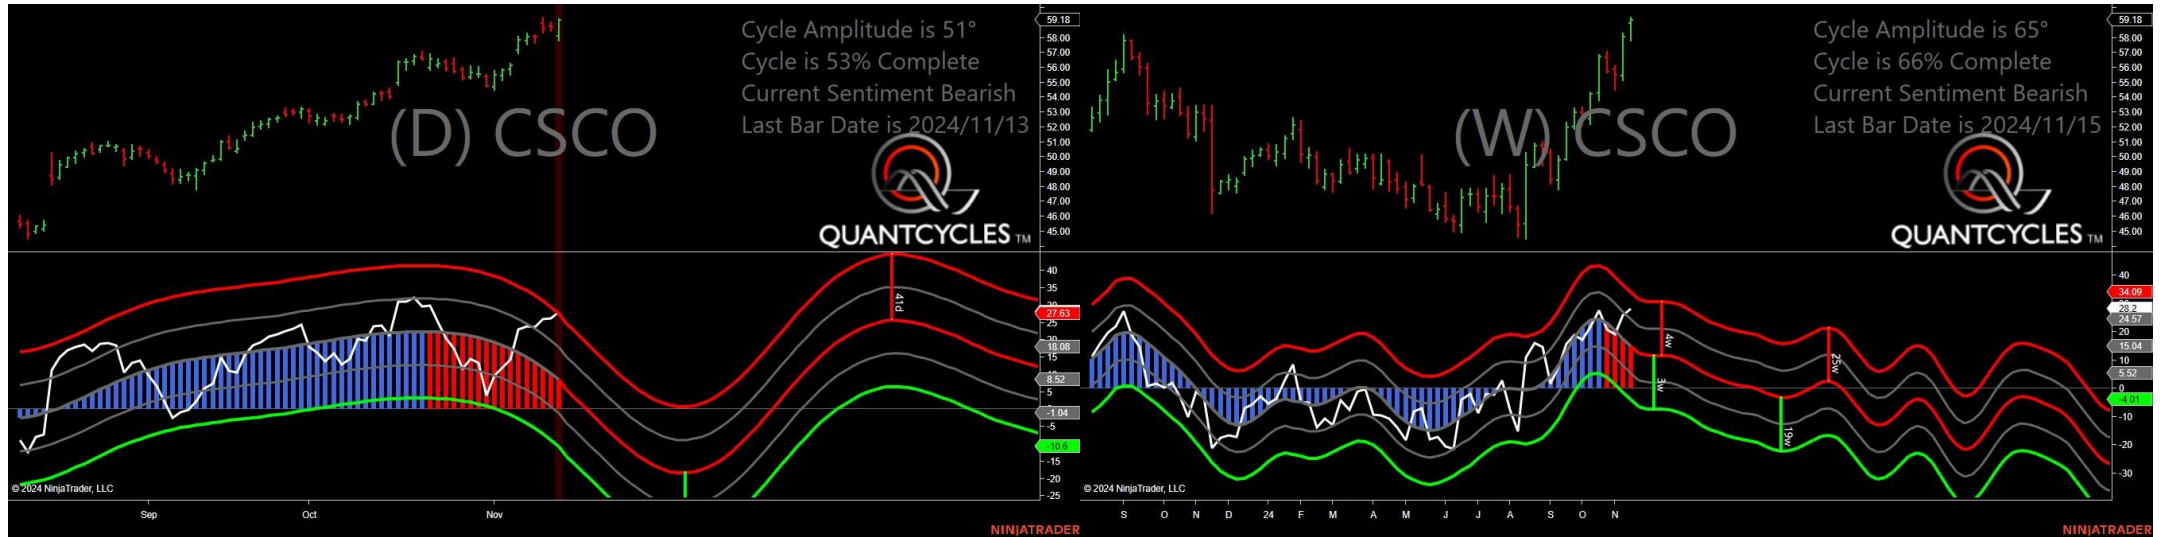 Cycle Amplitude is 51°
Cycle is 53% Complete
Current Sentiment Bearish
Last Bar Date is 2024/11/13
(D) CSCO
QUANTCYCLES TM
59.18
58.00
57.00
56.00
55.00
54.00
53.00
52.00
51.00
50.00
49.00
48.00
47.00
46.00
45.00
41d
40
35
27.63
25
18.08
15
8.52
5
-1.04
-5
-10.6
-15
-20
-25
© 2024 NinjaTrader, LLC
Sep Oct Nov
NINJATRADER
Cycle Amplitude is 65°
Cycle is 66% Complete
Current Sentiment Bearish
Last Bar Date is 2024/11/15
(W) CSCO
QUANTCYCLES TM
59.18
58.00
57.00
56.00
55.00
54.00
53.00
52.00
51.00
50.00
49.00
48.00
47.00
46.00
45.00
4w
3w
25w
19w
40
34.09
28.2
24.57
20
15.04
10
5.52
0
-4.01
-10
-20
-30
© 2024 NinjaTrader, LLC
S O N D 24 F M A M J J A S O N
NINJATRADER